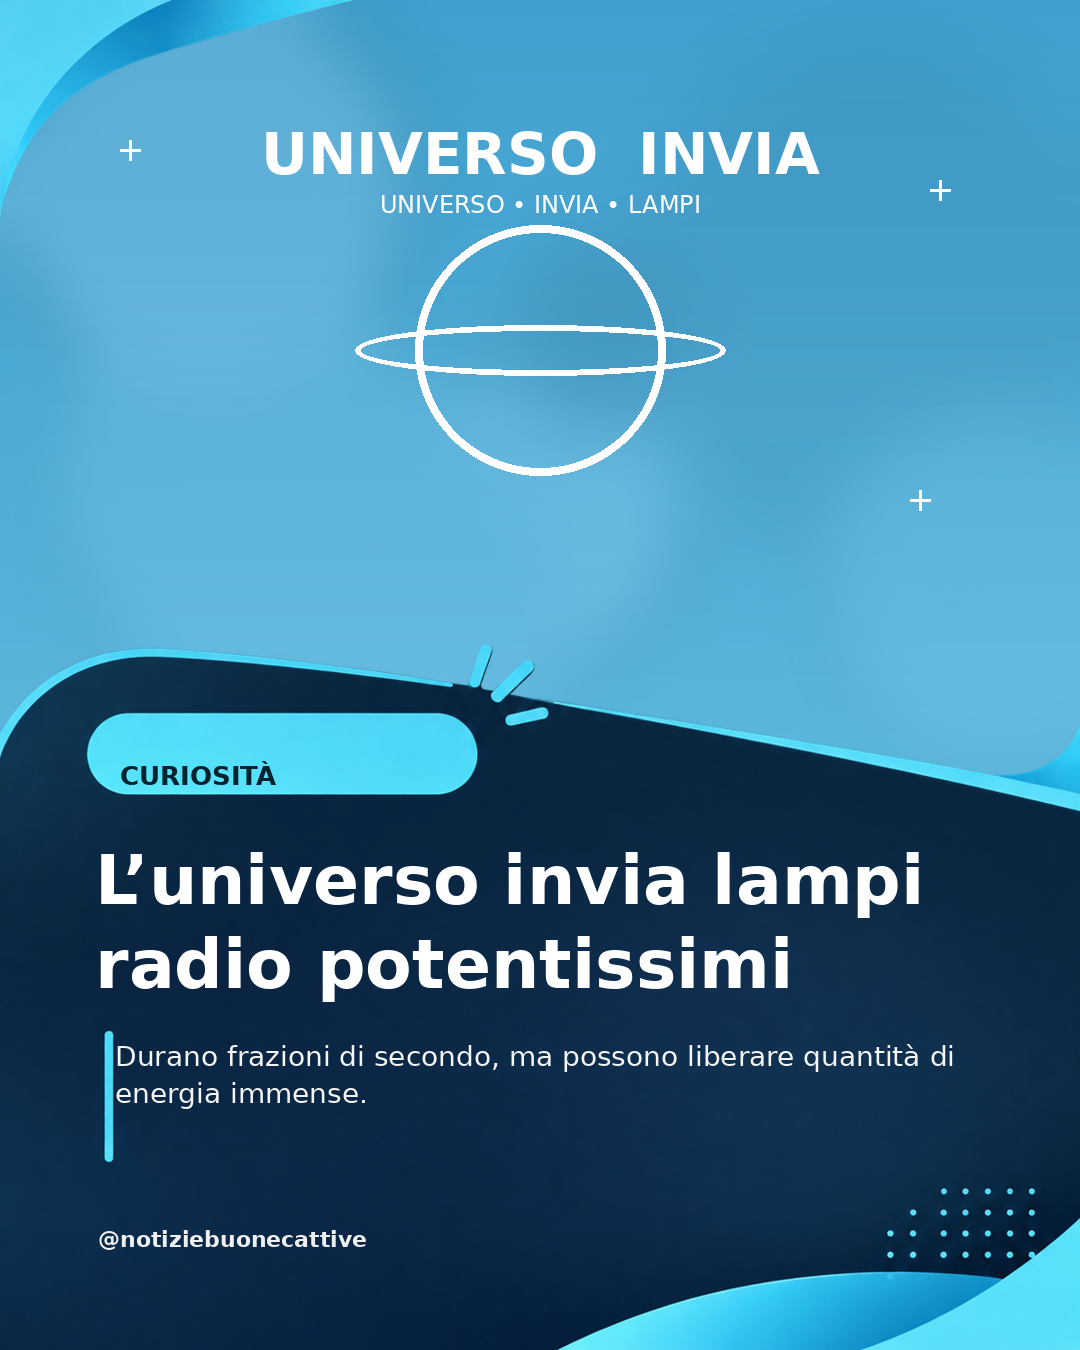 UNIVERSO INVIA
UNIVERSO • INVIA • LAMPI
CURIOSITÀ
L’universo invia lampi
radio potentissimi
Durano frazioni di secondo, ma possono liberare quantità di
energia immense.
@notiziebuonecattive